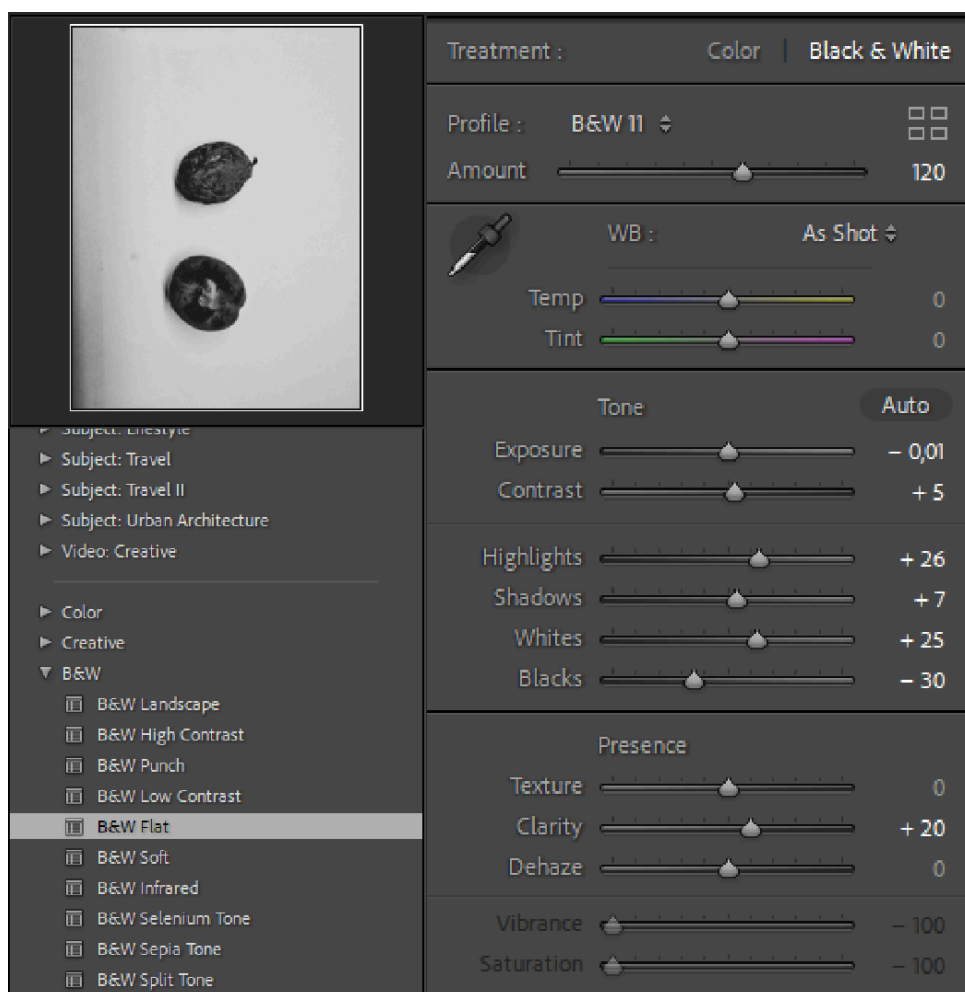 Subject: Lifestyle
Subject: Travel
Subject: Travel II
Subject: Urban Architecture
Video: Creative
Color
Creative
B&W
B&W Landscape
B&W High Contrast
B&W Punch
B&W Low Contrast
B&W Flat
B&W Soft
B&W Infrared
B&W Selenium Tone
B&W Sepia Tone
B&W Split Tone
Treatment : Color | Black & White
Profile : B&W 11
Amount 120
WB : As Shot
Temp 0
Tint 0
Tone Auto
Exposure – 0,01
Contrast + 5
Highlights + 26
Shadows + 7
Whites + 25
Blacks – 30
Presence
Texture 0
Clarity + 20
Dehaze 0
Vibrance – 100
Saturation – 100